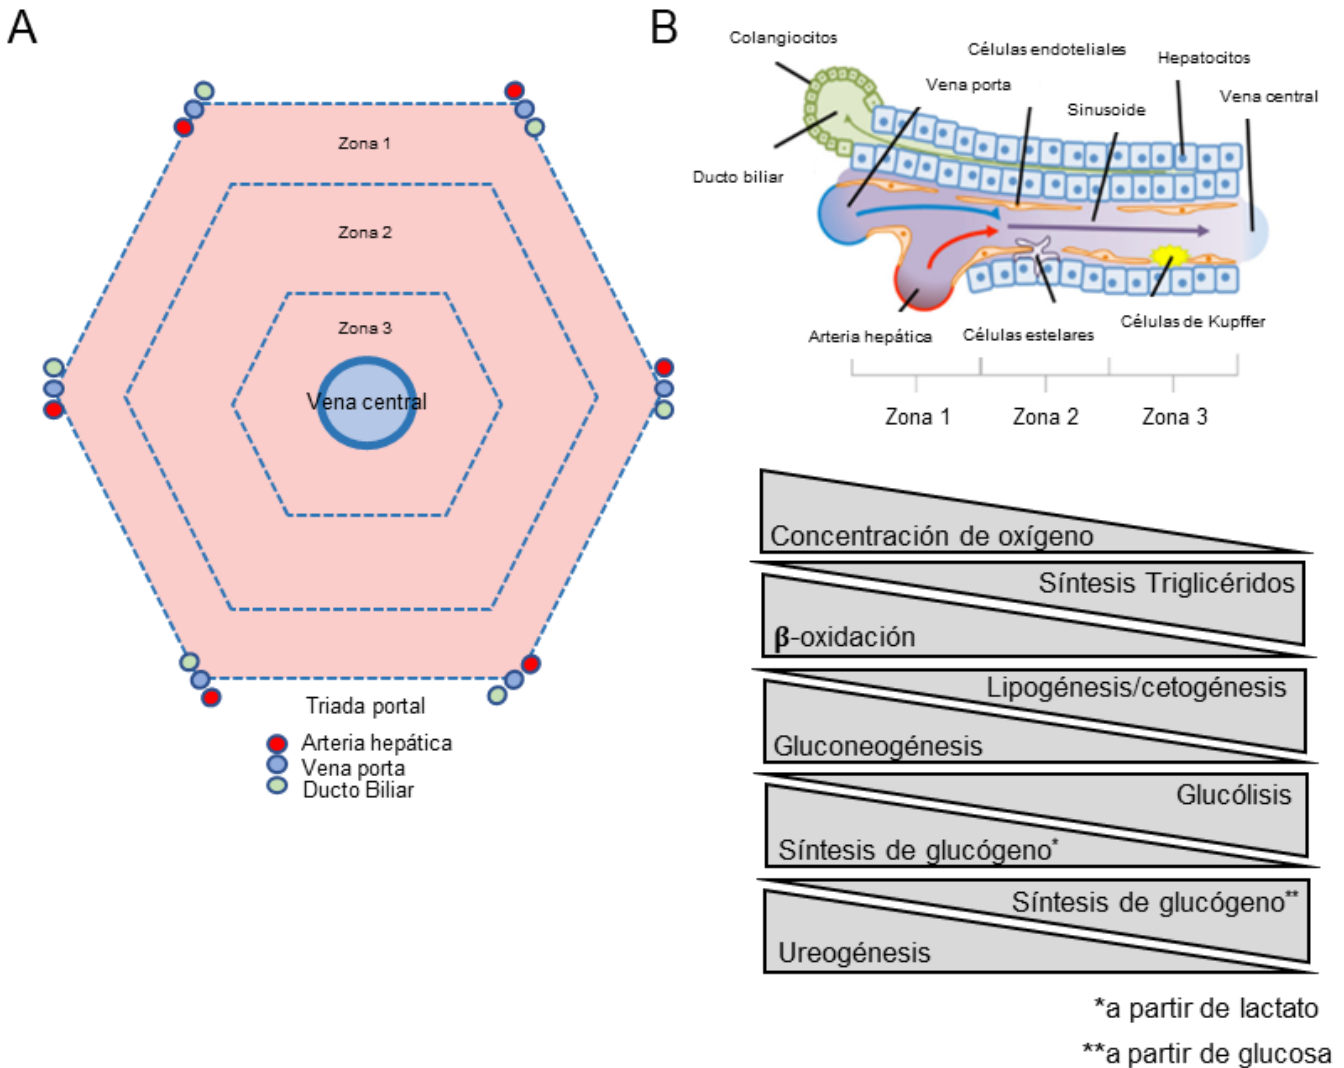 A
Zona 1
Zona 2
Zona 3
Vena central
Triada portal
Arteria hepática
Vena porta
Ducto Biliar
B
Colangiocitos
Células endoteliales
Hepatocitos
Vena porta
Vena central
Sinusoide
Ducto biliar
Arteria hepática
Células estelares
Células de Kupffer
Zona 1
Zona 2
Zona 3
Concentración de oxígeno
Síntesis Triglicéridos
β-oxidación
Lipogénesis/cetogénesis
Gluconeogénesis
Glucólisis
Síntesis de glucógeno*
Síntesis de glucógeno**
Ureogénesis
*a partir de lactato
**a partir de glucosa